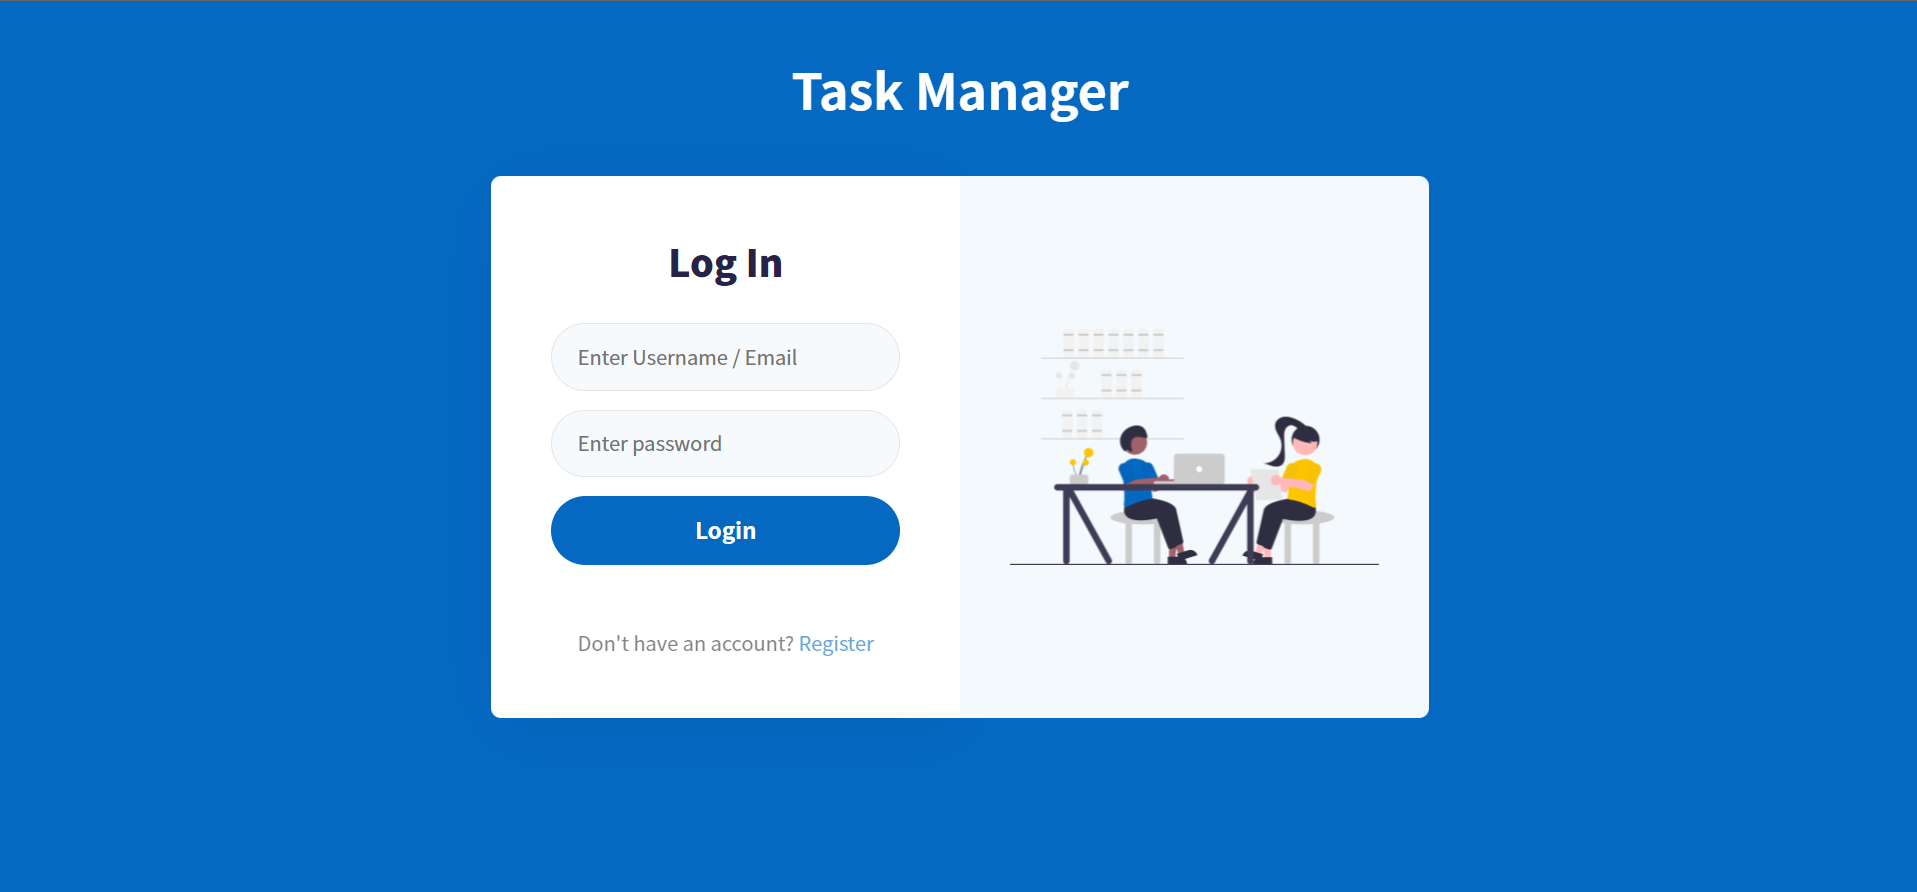 Task Manager
Log In
Enter Username / Email
Enter password
Login
Don't have an account? Register